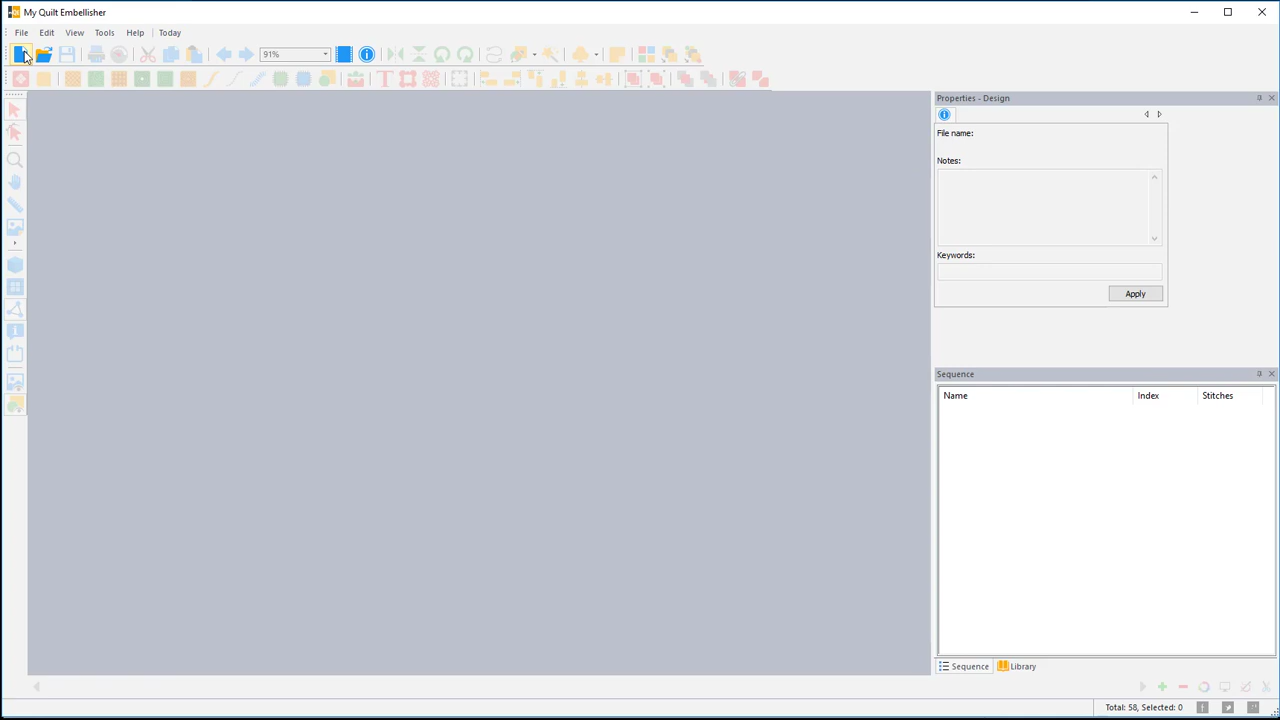 My Quilt Embellisher
File Edit View Tools Help Today
91%
Properties - Design
File name:
Notes:
Keywords:
Apply
Sequence
Name Index Stitches
Sequence Library
Total: 58, Selected: 0